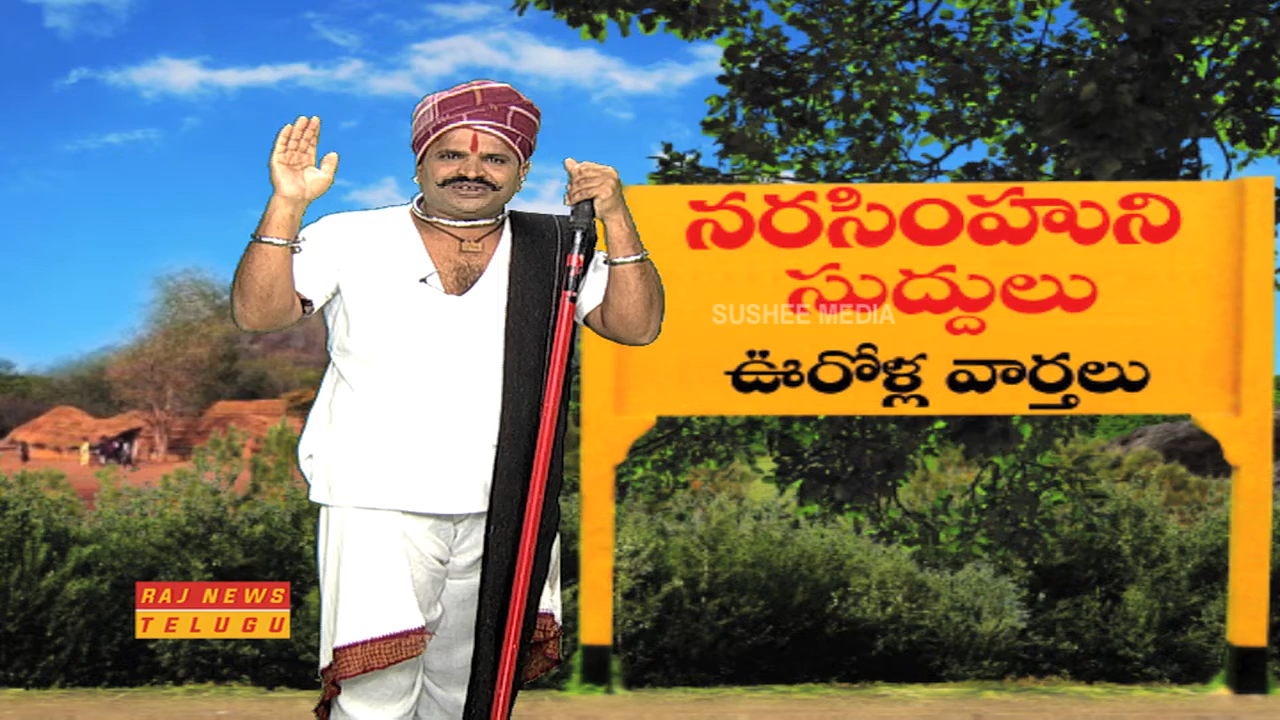 నరసింహుని
సుద్దులు
SUSHEE MEDIA
ఊరోళ్ల వార్తలు
RAJ NEWS
TELUGU